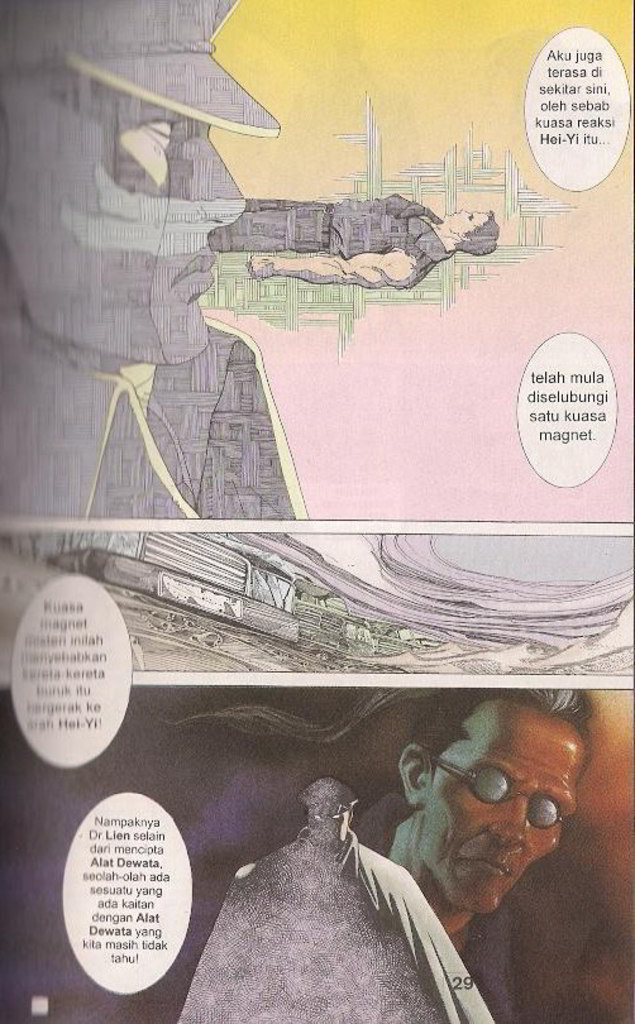 Aku juga
terasa di
sekitar sini,
oleh sebab
kuasa reaksi
Hei-Yi itu...
telah mula
diselubungi
satu kuasa
magnet.
Kuasa
magnet
misteri inilah
menyebabkan
kereta-kereta
buruk itu
bergerak ke
arah Hei-Yi!
Nampaknya
Dr Lien selain
dari mencipta
Alat Dewata,
seolah-olah ada
sesuatu yang
ada kaitan
dengan Alat
Dewata yang
kita masih tidak
tahu!
29